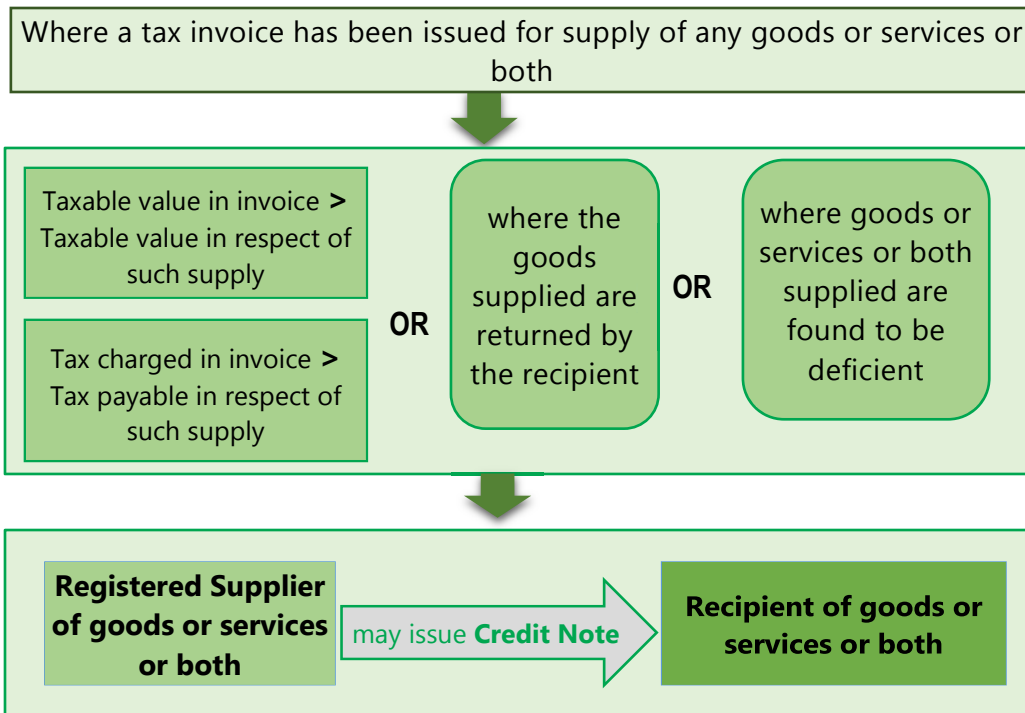 Where a tax invoice has been issued for supply of any goods or services or
both
Taxable value in invoice >
Taxable value in respect of
such supply
Tax charged in invoice >
Tax payable in respect of
such supply
OR
where the
goods
supplied are
returned by
the recipient
OR
where goods or
services or both
supplied are
found to be
deficient
Registered Supplier
of goods or services
or both
may issue Credit Note
Recipient of goods or
services or both